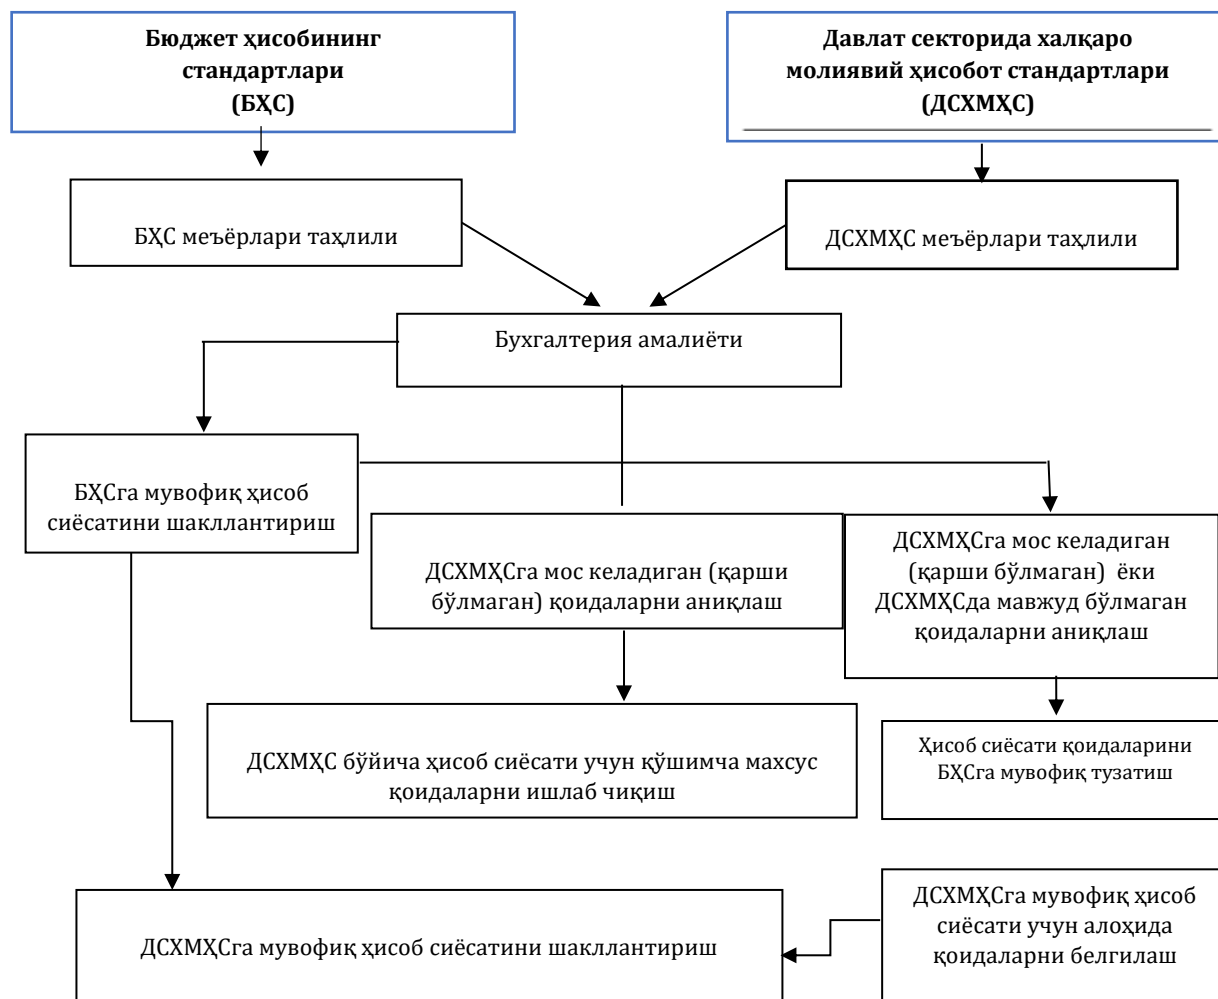 Бюджет ҳисобининг
стандартлари
(БҲС)
Давлат секторида халқаро
молиявий ҳисобот стандартлари
(ДСХМҲС)
БҲС меъёрлари таҳлили
ДСХМҲС меъёрлари таҳлили
Бухгалтерия амалиёти
БҲСга мувофиқ ҳисоб
сиёсатини шакллантириш
ДСХМҲСга мос келадиган (қарши
бўлмаган) қоидаларни аниқлаш
ДСХМҲСга мос келадиган
(қарши бўлмаган) ёки
ДСХМҲСда мавжуд бўлмаган
қоидаларни аниқлаш
ДСХМҲС бўйича ҳисоб сиёсати учун қўшимча махсус
қоидаларни ишлаб чиқиш
Ҳисоб сиёсати қоидаларини
БҲСга мувофиқ тузатиш
ДСХМҲСга мувофиқ ҳисоб сиёсатини шакллантириш
ДСХМҲСга мувофиқ ҳисоб
сиёсати учун алоҳида
қоидаларни белгилаш